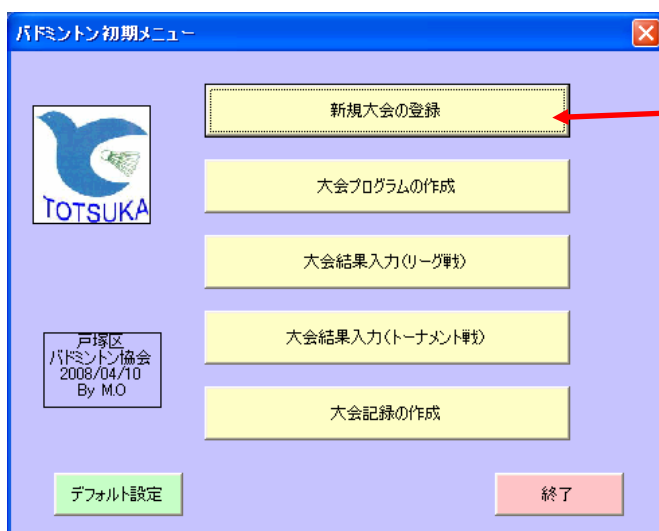 バドミントン初期メニュー
新規大会の登録
TOTSUKA
大会プログラムの作成
大会結果入力(リーグ戦)
大会結果入力(トーナメント戦)
戸塚区
バドミントン協会
2008/04/10
By M.O
大会記録の作成
デフォルト設定
終了